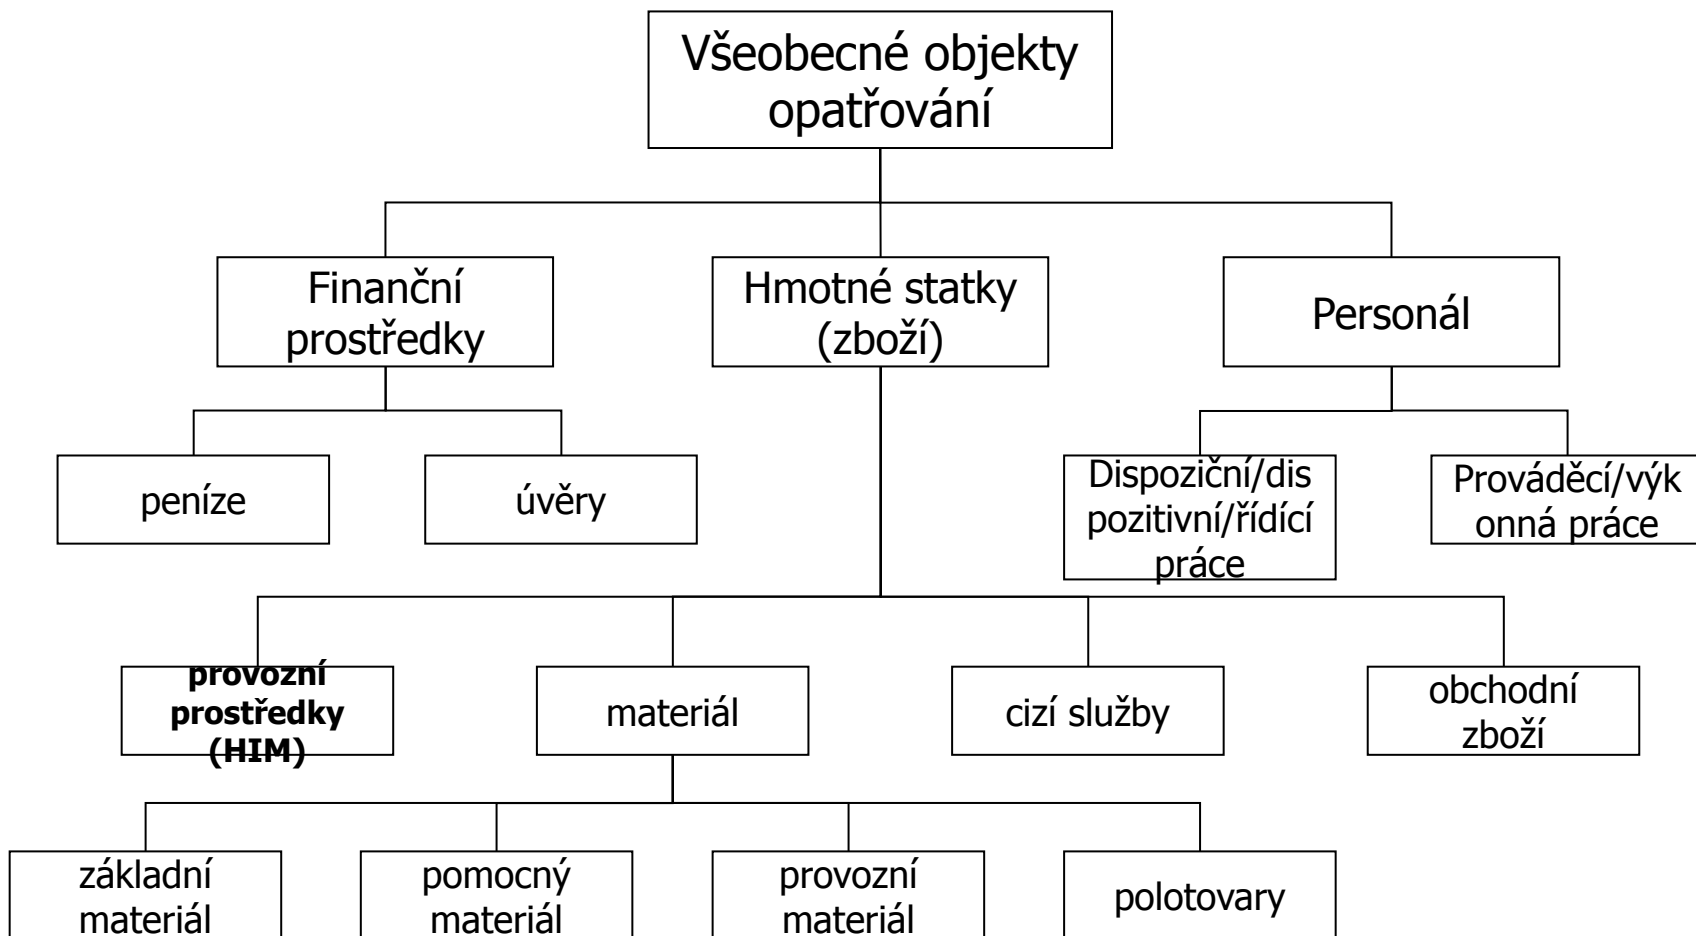 Všeobecné objekty
opatřování
Finanční
prostředky
Hmotné statky
(zboží)
Personál
peníze
úvěry
Dispoziční/dis
pozitivní/řídící
práce
Prováděcí/výk
onná práce
provozní
prostředky
(HIM)
materiál
cizí služby
obchodní
zboží
základní
materiál
pomocný
materiál
provozní
materiál
polotovary